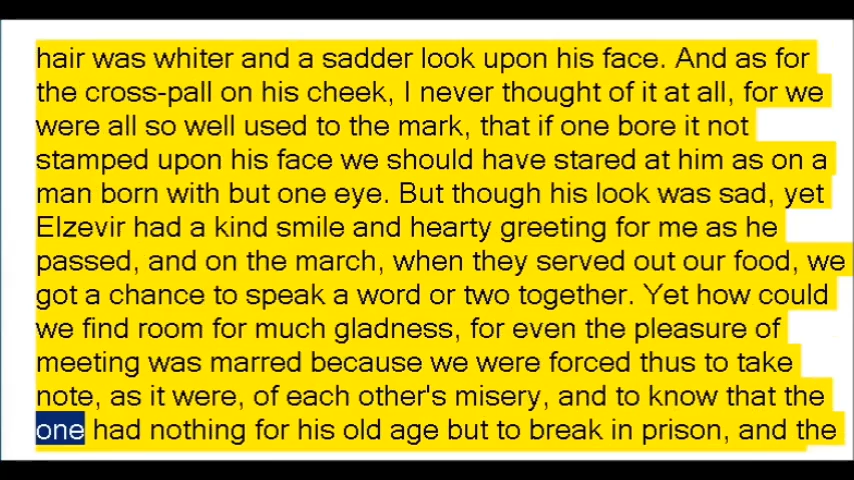 hair was whiter and a sadder look upon his face. And as for
the cross-pall on his cheek, I never thought of it at all, for we
were all so well used to the mark, that if one bore it not
stamped upon his face we should have stared at him as on a
man born with but one eye. But though his look was sad, yet
Elzevir had a kind smile and hearty greeting for me as he
passed, and on the march, when they served out our food, we
got a chance to speak a word or two together. Yet how could
we find room for much gladness, for even the pleasure of
meeting was marred because we were forced thus to take
note, as it were, of each other's misery, and to know that the
one had nothing for his old age but to break in prison, and the